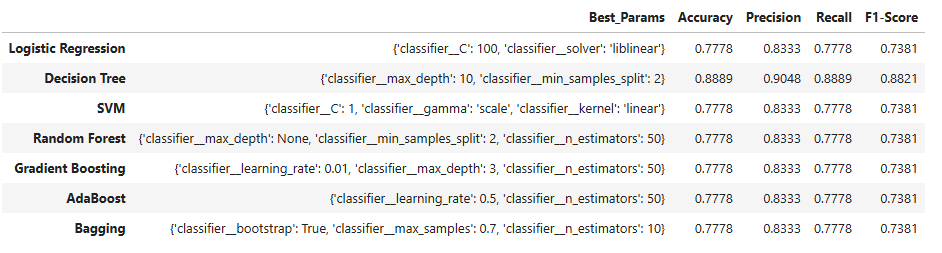 Best_Params Accuracy Precision Recall F1-Score
Logistic Regression {'classifier__C': 100, 'classifier__solver': 'liblinear'} 0.7778 0.8333 0.7778 0.7381
Decision Tree {'classifier__max_depth': 10, 'classifier__min_samples_split': 2} 0.8889 0.9048 0.8889 0.8821
SVM {'classifier__C': 1, 'classifier__gamma': 'scale', 'classifier__kernel': 'linear'} 0.7778 0.8333 0.7778 0.7381
Random Forest {'classifier__max_depth': None, 'classifier__min_samples_split': 2, 'classifier__n_estimators': 50} 0.7778 0.8333 0.7778 0.7381
Gradient Boosting {'classifier__learning_rate': 0.01, 'classifier__max_depth': 3, 'classifier__n_estimators': 50} 0.7778 0.8333 0.7778 0.7381
AdaBoost {'classifier__learning_rate': 0.5, 'classifier__n_estimators': 50} 0.7778 0.8333 0.7778 0.7381
Bagging {'classifier__bootstrap': True, 'classifier__max_samples': 0.7, 'classifier__n_estimators': 10} 0.7778 0.8333 0.7778 0.7381